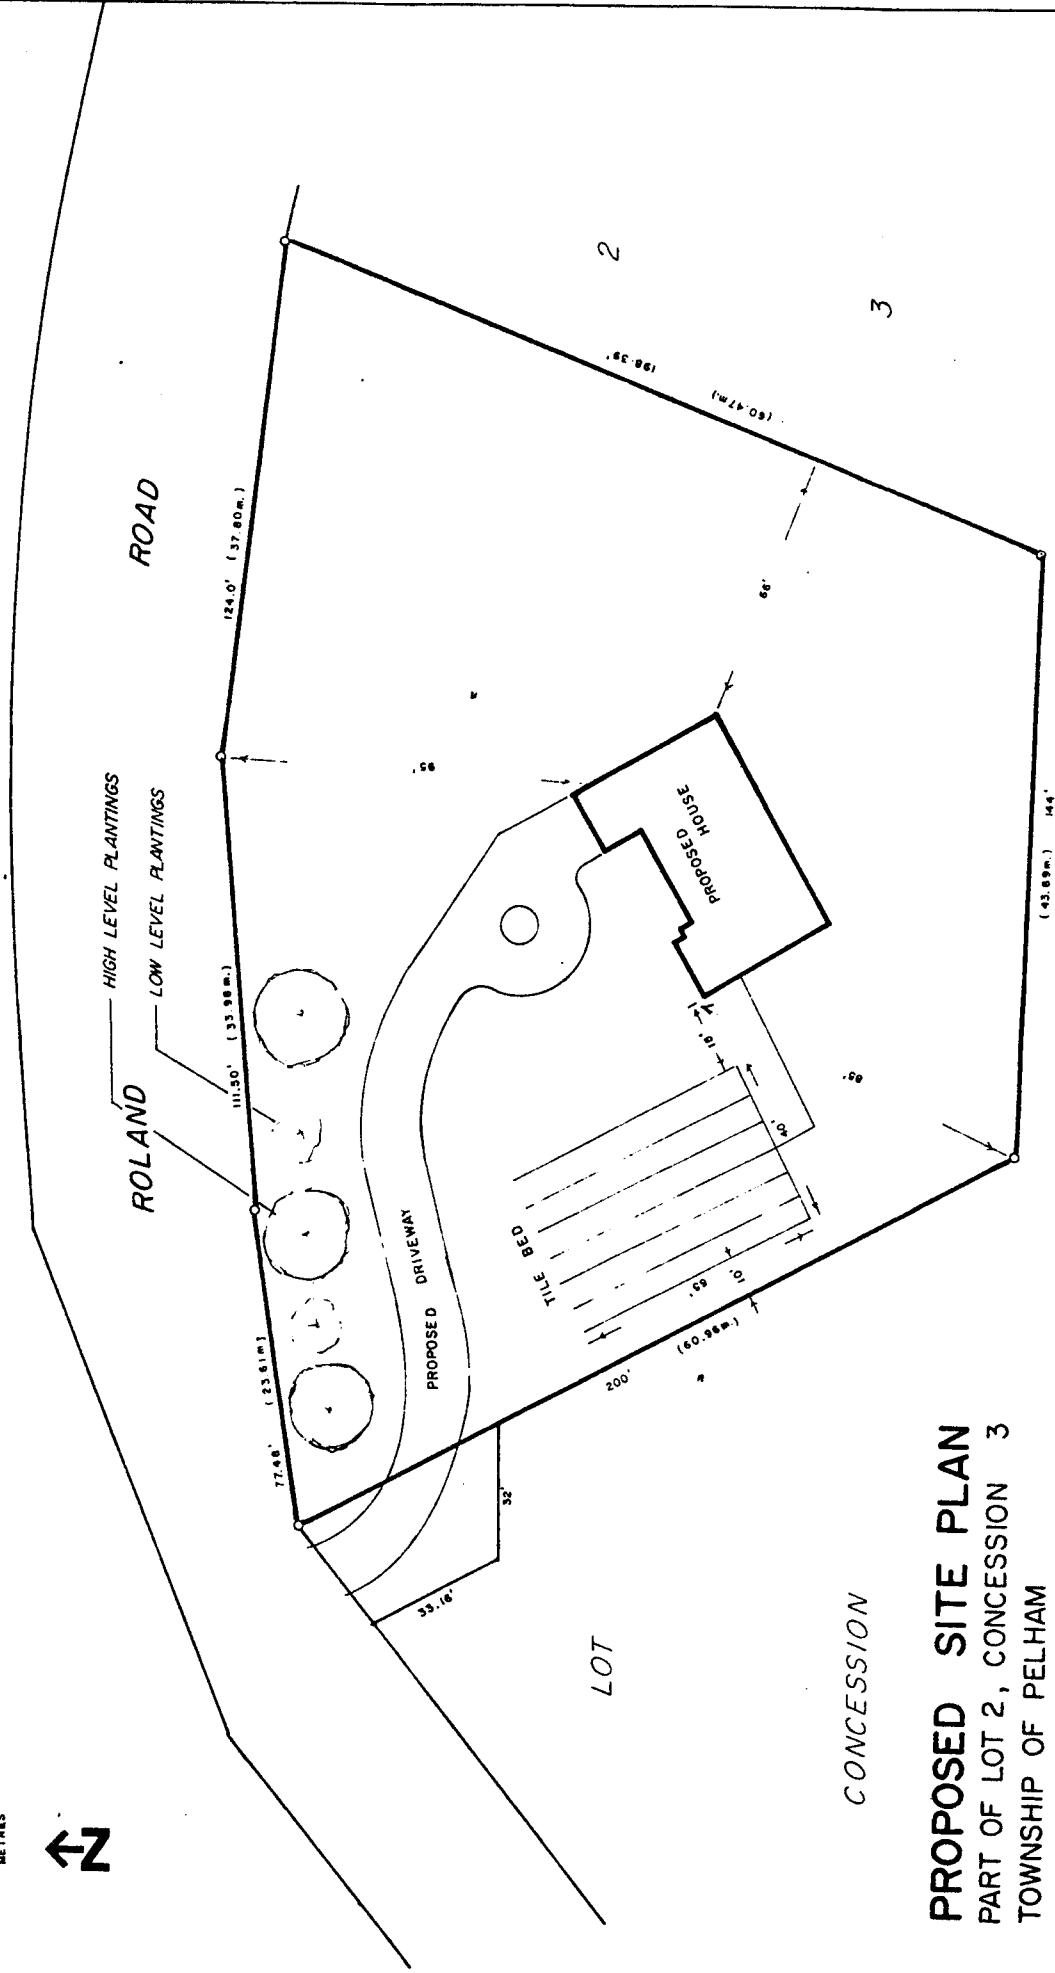 METRES
N
ROLAND ROAD
HIGH LEVEL PLANTINGS
LOW LEVEL PLANTINGS
77.46' (23.61m)
111.50' (33.98m.)
124.0' (37.80m.)
198.39' (60.47m.)
95'
66'
PROPOSED DRIVEWAY
PROPOSED HOUSE
TILE BED
18'
40'
65'
10'
85'
200' (60.96m.)
33.16'
32'
(43.89m.) 144'
LOT 2
CONCESSION 3
PROPOSED SITE PLAN
PART OF LOT 2, CONCESSION 3
TOWNSHIP OF PELHAM